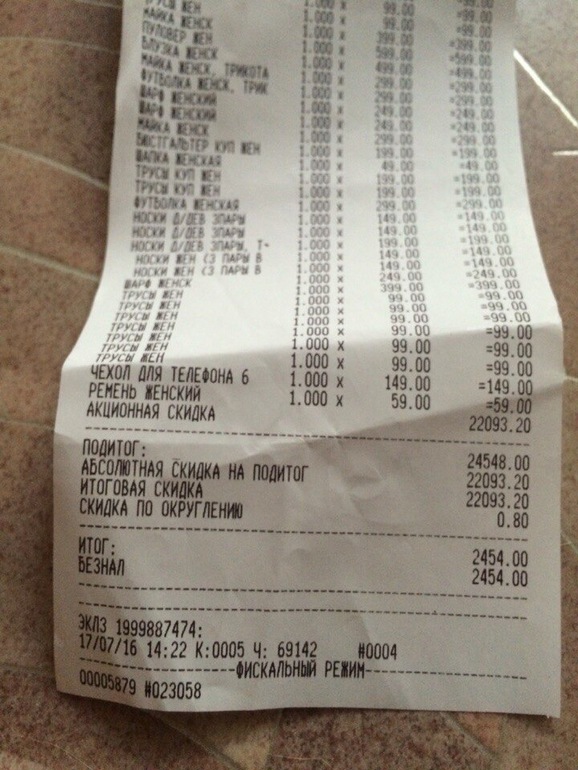 ТРУСЫ ЖЕН 1.000 x 99.00 =99.00
МАЙКА ЖЕНСК 1.000 x 99.00 =99.00
ПУЛОВЕР ЖЕН 1.000 x 399.00 =399.00
БЛУЗКА ЖЕНСК 1.000 x 599.00 =599.00
МАЙКА ЖЕНСК, ТРИКОТА 1.000 x 499.00 =499.00
ФУТБОЛКА ЖЕНСК, ТРИК 1.000 x 299.00 =299.00
ШАРФ ЖЕНСКИЙ 1.000 x 299.00 =299.00
ШАРФ ЖЕНСКИЙ 1.000 x 249.00 =249.00
МАЙКА ЖЕНСК 1.000 x 249.00 =249.00
БЮСТГАЛЬТЕР КУП ЖЕН 1.000 x 299.00 =299.00
ШАПКА ЖЕНСКАЯ 1.000 x 199.00 =199.00
ТРУСЫ КУП ЖЕН 1.000 x 49.00 =49.00
ТРУСЫ КУП ЖЕН 1.000 x 199.00 =199.00
ФУТБОЛКА ЖЕНСКАЯ 1.000 x 199.00 =199.00
НОСКИ Д/ДЕВ 3ПАРЫ 1.000 x 299.00 =299.00
НОСКИ Д/ДЕВ 3ПАРЫ 1.000 x 149.00 =149.00
НОСКИ Д/ДЕВ 3ПАРЫ, Т- 1.000 x 149.00 =149.00
НОСКИ ЖЕН (3 ПАРЫ В 1.000 x 199.00 =199.00
НОСКИ ЖЕН (3 ПАРЫ В 1.000 x 149.00 =149.00
ШАРФ ЖЕНСК 1.000 x 149.00 =149.00
ТРУСЫ ЖЕН 1.000 x 249.00 =249.00
ТРУСЫ ЖЕН 1.000 x 399.00 =399.00
ТРУСЫ ЖЕН 1.000 x 99.00 =99.00
ТРУСЫ ЖЕН 1.000 x 99.00 =99.00
ТРУСЫ ЖЕН 1.000 x 99.00 =99.00
ЧЕХОЛ ДЛЯ ТЕЛЕФОНА 6 1.000 x 149.00 =149.00
РЕМЕНЬ ЖЕНСКИЙ 1.000 x 59.00 =59.00
АКЦИОННАЯ СКИДКА 22093.20
ПОДИТОГ: 24548.00
АБСОЛЮТНАЯ СКИДКА НА ПОДИТОГ 22093.20
ИТОГОВАЯ СКИДКА 22093.20
СКИДКА ПО ОКРУГЛЕНИЮ 0.80
ИТОГ: 2454.00
БЕЗНАЛ 2454.00
ЭКЛЗ 1999887474:
17/07/16 14:22 К:0005 Ч: 69142 #0004
ФИСКАЛЬНЫЙ РЕЖИМ
00005879 #023058